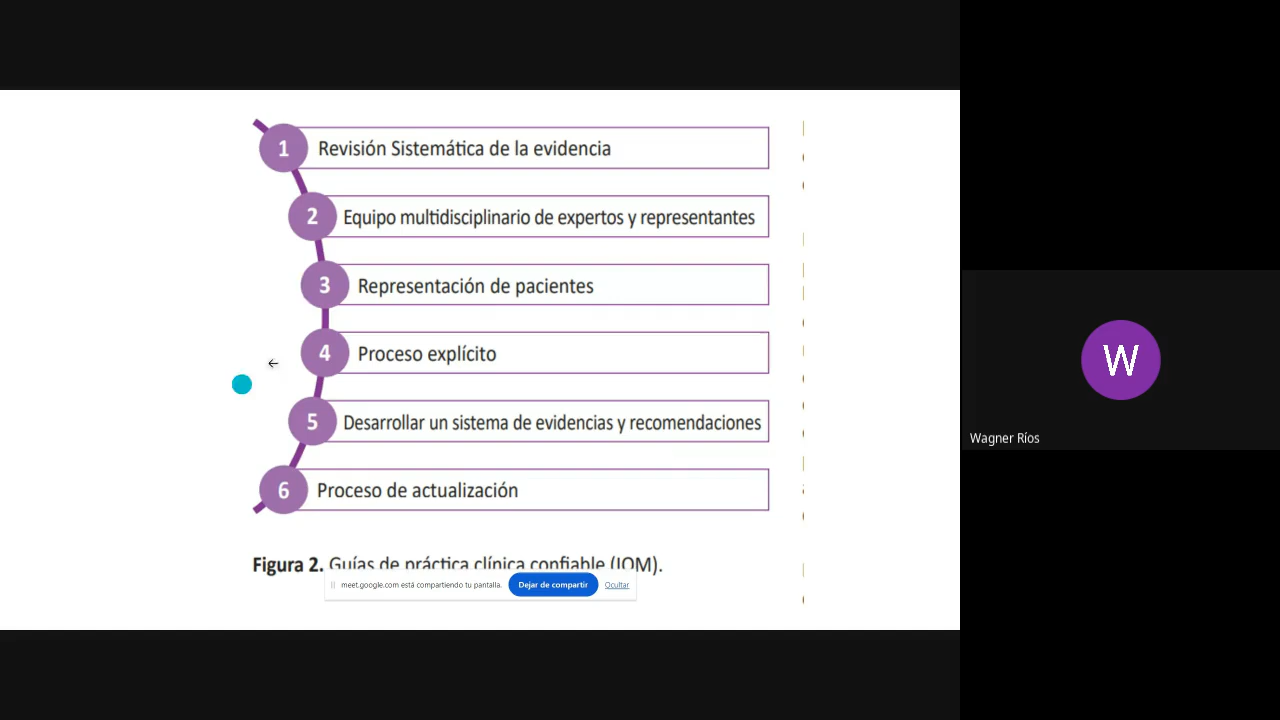 1 Revisión Sistemática de la evidencia
2 Equipo multidisciplinario de expertos y representantes
3 Representación de pacientes
4 Proceso explícito
5 Desarrollar un sistema de evidencias y recomendaciones
6 Proceso de actualización
Figura 2. Guías de práctica clínica confiable (IOM).
meet.google.com está compartiendo tu pantalla. Dejar de compartir Ocultar
W
Wagner Ríos